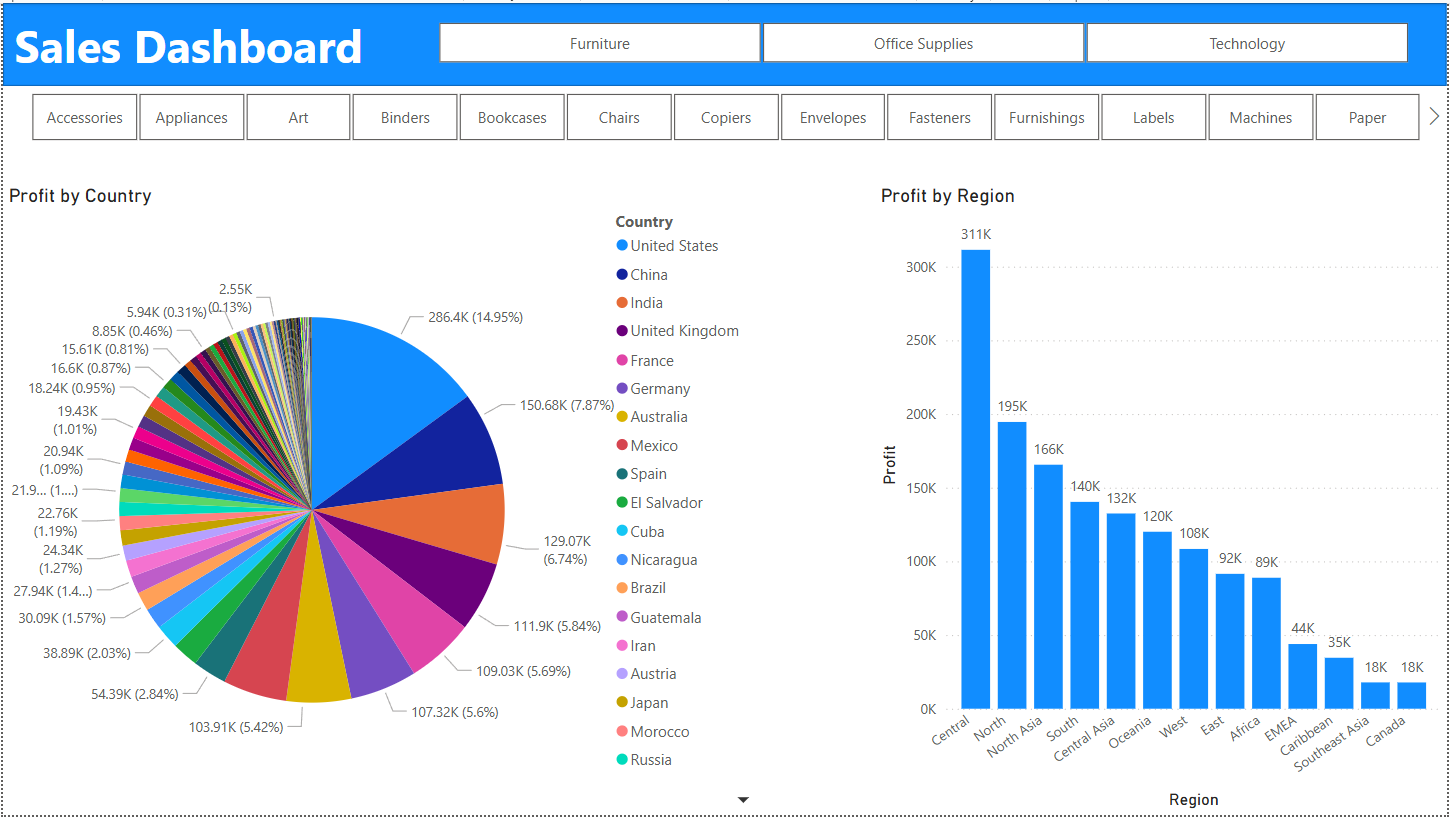 Sales Dashboard
Furniture
Office Supplies
Technology
Accessories
Appliances
Art
Binders
Bookcases
Chairs
Copiers
Envelopes
Fasteners
Furnishings
Labels
Machines
Paper
Profit by Country
2.55K
(0.13%)
5.94K (0.31%)
8.85K (0.46%)
15.61K (0.81%)
16.6K (0.87%)
18.24K (0.95%)
19.43K
(1.01%)
20.94K
(1.09%)
21.9... (1....)
22.76K
(1.19%)
24.34K
(1.27%)
27.94K (1.4...)
30.09K (1.57%)
38.89K (2.03%)
54.39K (2.84%)
103.91K (5.42%)
286.4K (14.95%)
150.68K (7.87%)
129.07K
(6.74%)
111.9K (5.84%)
109.03K (5.69%)
107.32K (5.6%)
Country
United States
China
India
United Kingdom
France
Germany
Australia
Mexico
Spain
El Salvador
Cuba
Nicaragua
Brazil
Guatemala
Iran
Austria
Japan
Morocco
Russia
Profit by Region
Profit
300K
250K
200K
150K
100K
50K
0K
311K
195K
166K
140K
132K
120K
108K
92K
89K
44K
35K
18K
18K
Central
North
North Asia
South
Central Asia
Oceania
West
East
Africa
EMEA
Caribbean
Southeast Asia
Canada
Region